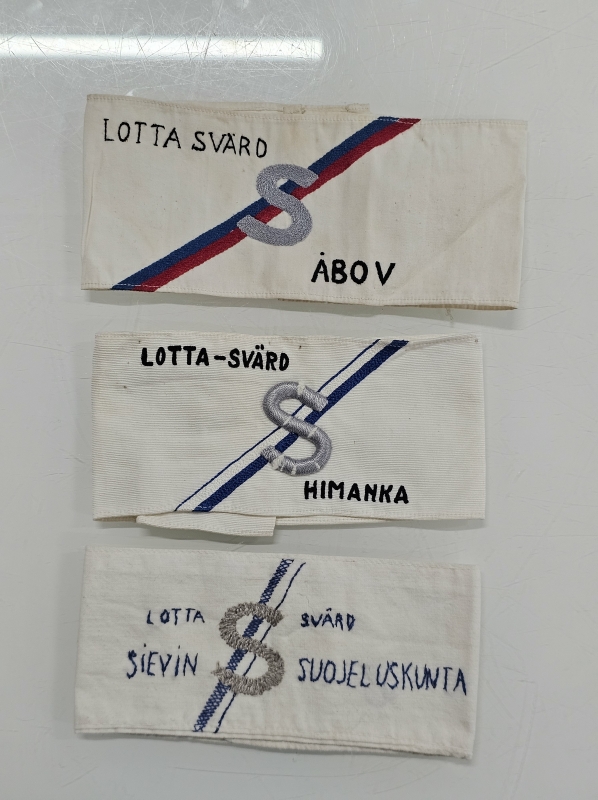 LOTTA SVÄRD
S
ÅBO V
LOTTA-SVÄRD
S
HIMANKA
LOTTA S SVÄRD
SIEVIN SUOJELUSKUNTA